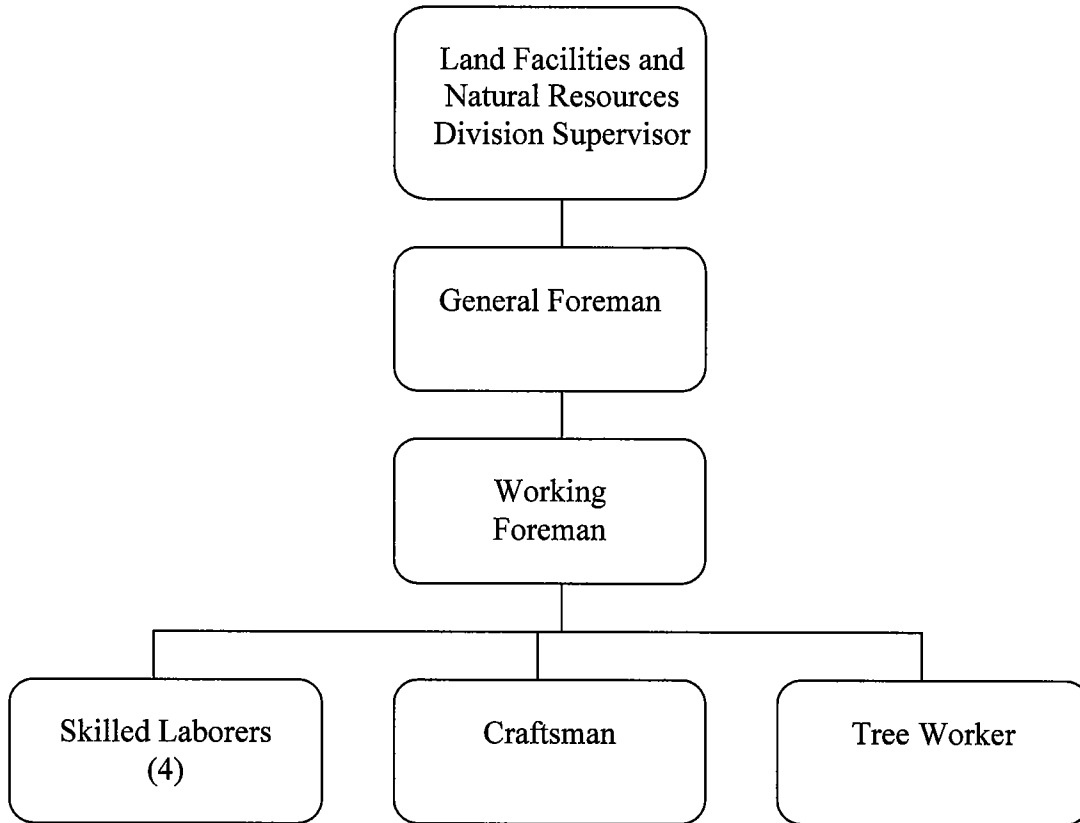 Land Facilities and
Natural Resources
Division Supervisor
General Foreman
Working
Foreman
Skilled Laborers
(4)
Craftsman
Tree Worker